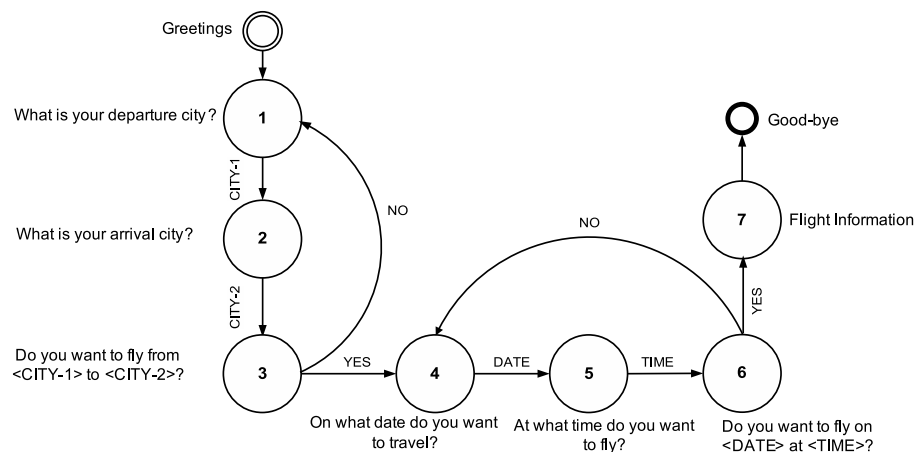 Greetings
What is your departure city?
1
CITY-1
What is your arrival city?
2
CITY-2
NO
Do you want to fly from
<CITY-1> to <CITY-2>?
3
YES
4
On what date do you want
to travel?
DATE
5
At what time do you want
to fly?
TIME
6
Do you want to fly on
<DATE> at <TIME>?
NO
YES
7
Flight Information
Good-bye